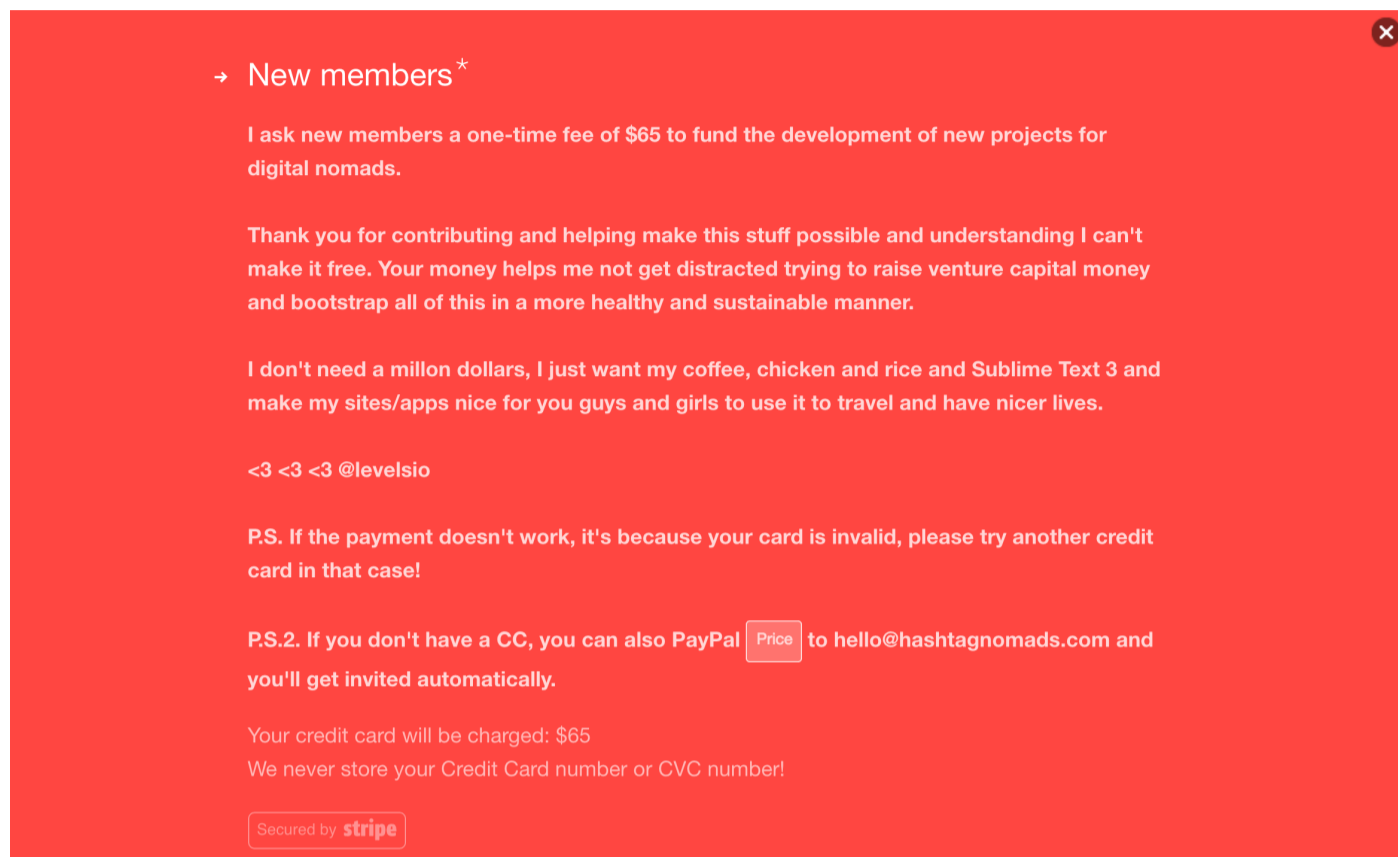 → New members*
I ask new members a one-time fee of $65 to fund the development of new projects for
digital nomads.
Thank you for contributing and helping make this stuff possible and understanding I can't
make it free. Your money helps me not get distracted trying to raise venture capital money
and bootstrap all of this in a more healthy and sustainable manner.
I don't need a millon dollars, I just want my coffee, chicken and rice and Sublime Text 3 and
make my sites/apps nice for you guys and girls to use it to travel and have nicer lives.
<3 <3 <3 @levelsio
P.S. If the payment doesn't work, it's because your card is invalid, please try another credit
card in that case!
P.S.2. If you don't have a CC, you can also PayPal Price to hello@hashtagnomads.com and
you'll get invited automatically.
Your credit card will be charged: $65
We never store your Credit Card number or CVC number!
Secured by stripe